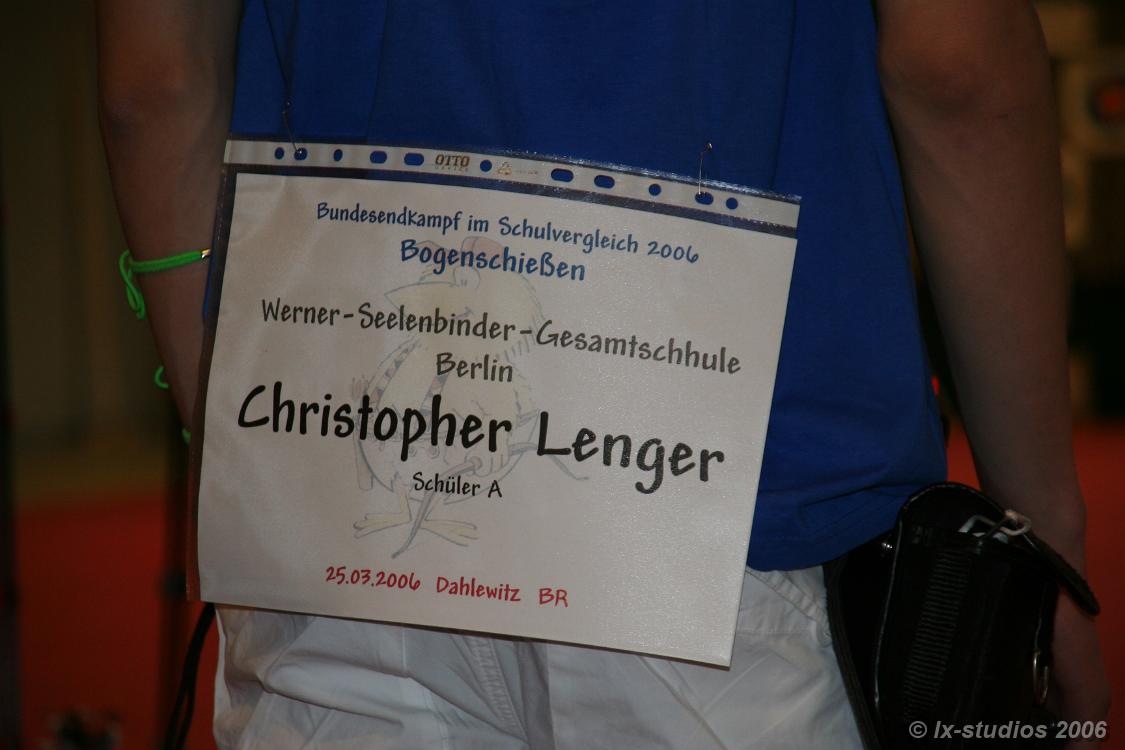 OTTO
OFFICE
Bundesendkampf im Schulvergleich 2006
Bogenschießen
Werner-Seelenbinder-Gesamtschhule
Berlin
Christopher Lenger
Schüler A
25.03.2006 Dahlewitz BR
© lx-studios 2006